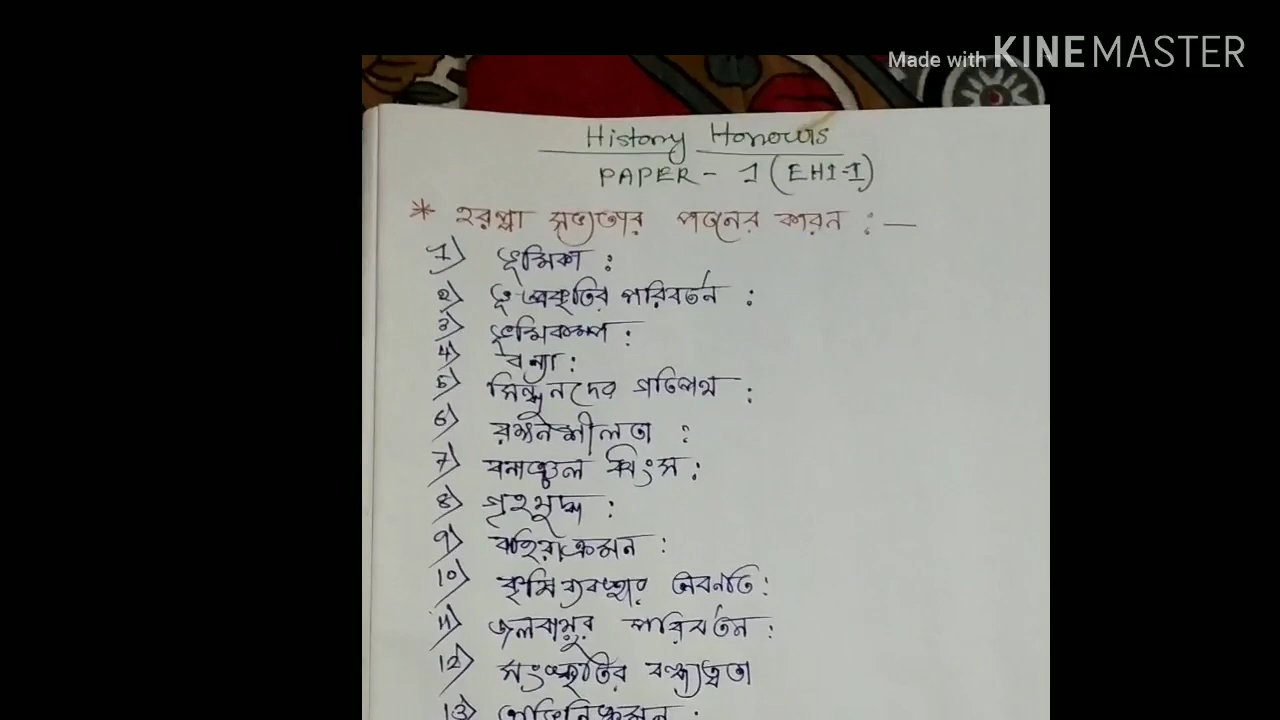 Made with KINEMASTER
History Honours
PAPER - 1 (EHI-I)
* হরপ্পা সভ্যতার পতনের কারন :—
1) ভূমিকা :
2) ভূ প্রকৃতির পরিবর্তন :
3) ভূমিকম্প :
4) বন্যা :
5) সিন্ধুনদের গতিপথ :
6) রক্ষনশীলতা :
7) বনাঞ্চল ধ্বংস :
8) গৃহযুদ্ধ :
9) বহিরাক্রমন :
10) কৃষিব্যবস্থার অবনতি :
11) জলবায়ুর পরিবর্তন :
12) সংস্কৃতির বন্ধ্যাত্বতা
13)